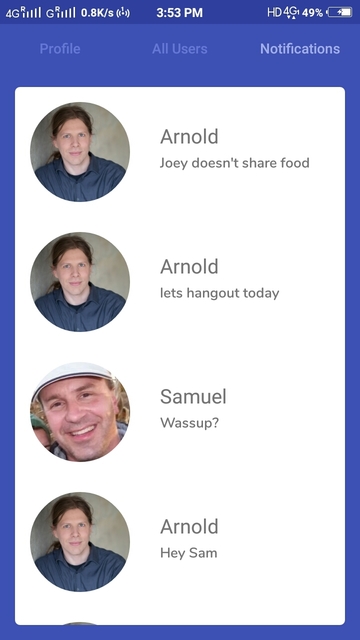 4G R G R 0.8K/s 3:53 PM HD 4G 49%
Profile All Users Notifications
Arnold
Joey doesn't share food
Arnold
lets hangout today
Samuel
Wassup?
Arnold
Hey Sam